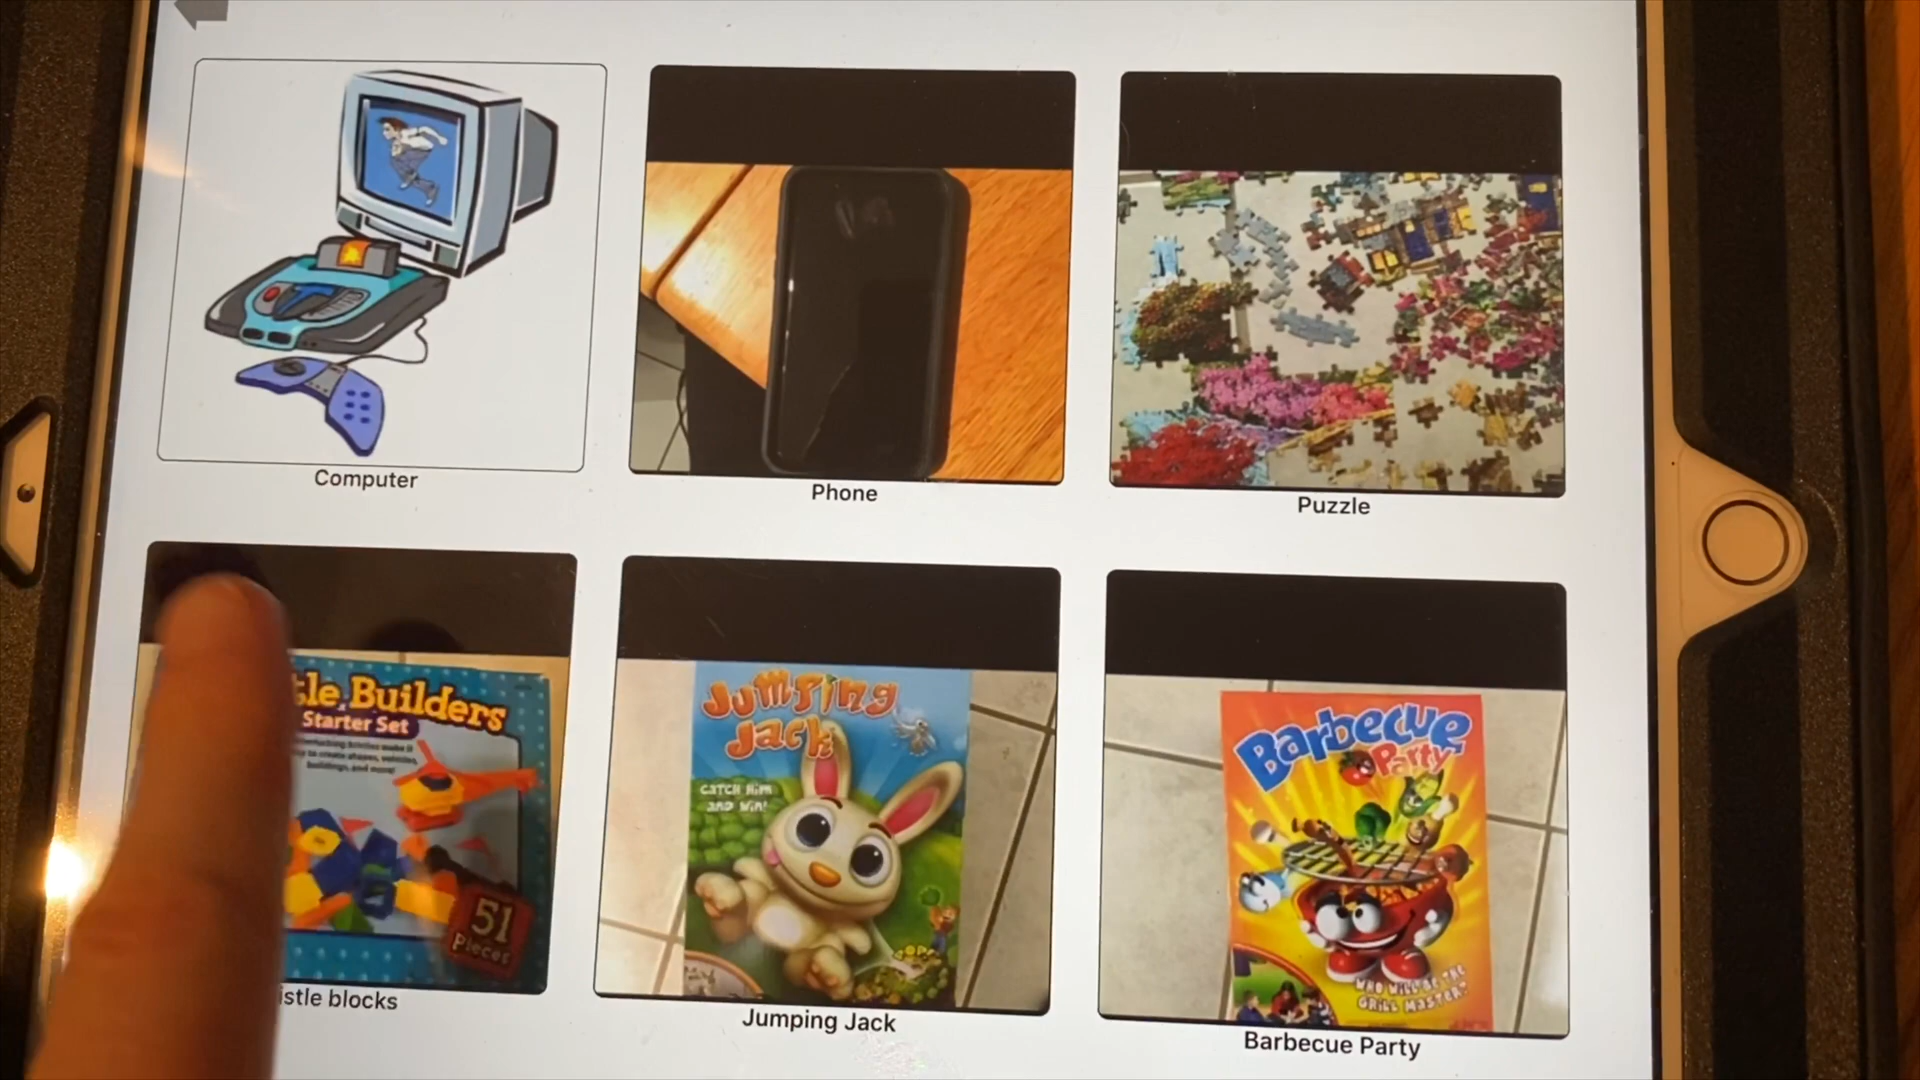 Computer
Phone
Puzzle
tle Builders
Starter Set
51
Pieces
istle blocks
Jumping
Jack
CATCH HIM
AND WIN!
POP!
Jumping Jack
Barbecue
Party
WHO WILL BE THE
GRILL MASTER?
Barbecue Party